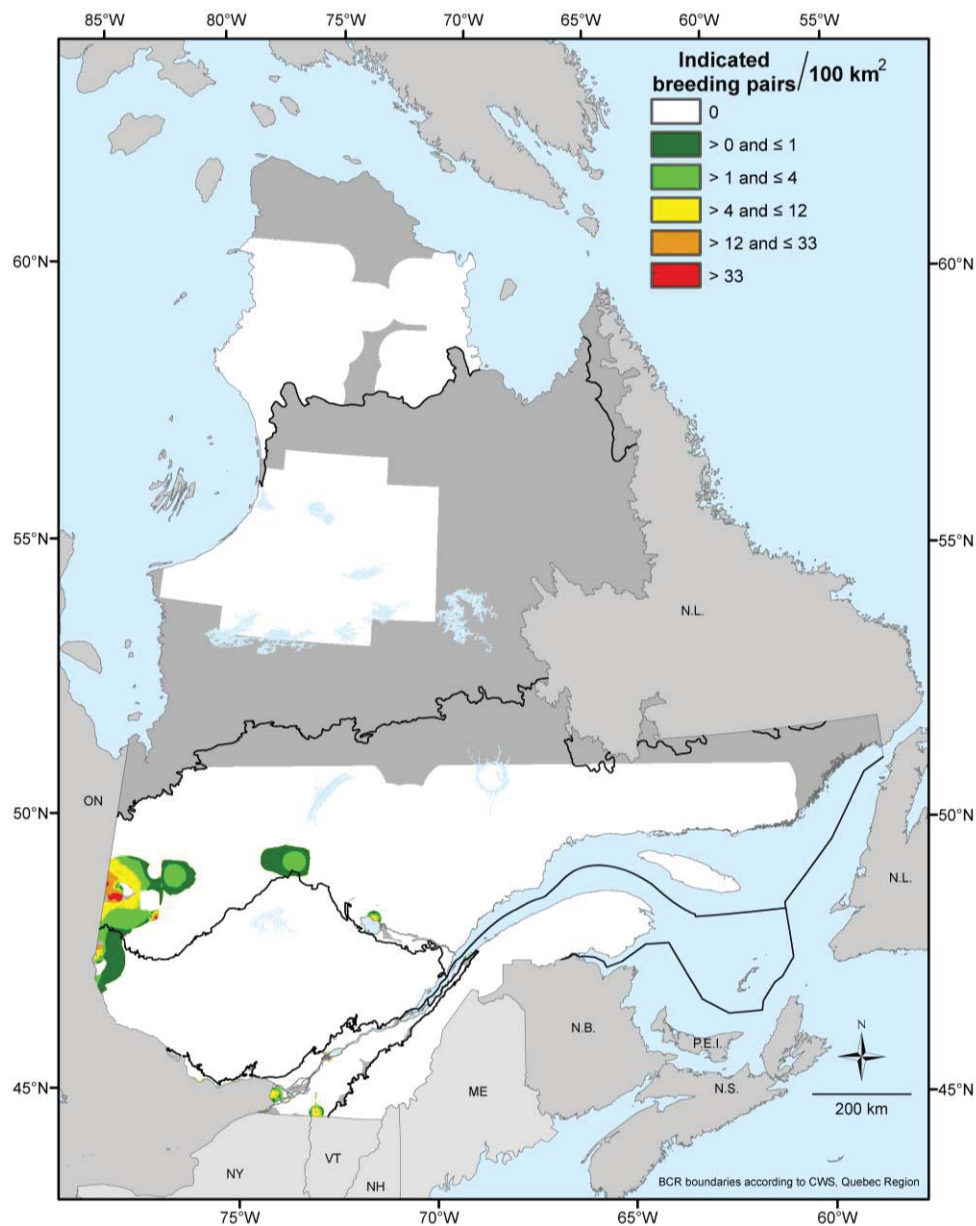 85°W 80°W 75°W 70°W 65°W 60°W 55°W
Indicated
breeding pairs/100 km²
0
> 0 and ≤ 1
> 1 and ≤ 4
> 4 and ≤ 12
> 12 and ≤ 33
> 33
60°N 60°N
55°N 55°N
N.L.
ON
50°N 50°N
N.L.
N.B.
P.E.I.
N
N.S.
45°N 45°N
ME
200 km
VT
NY
NH
BCR boundaries according to CWS, Quebec Region
75°W 70°W 65°W 60°W